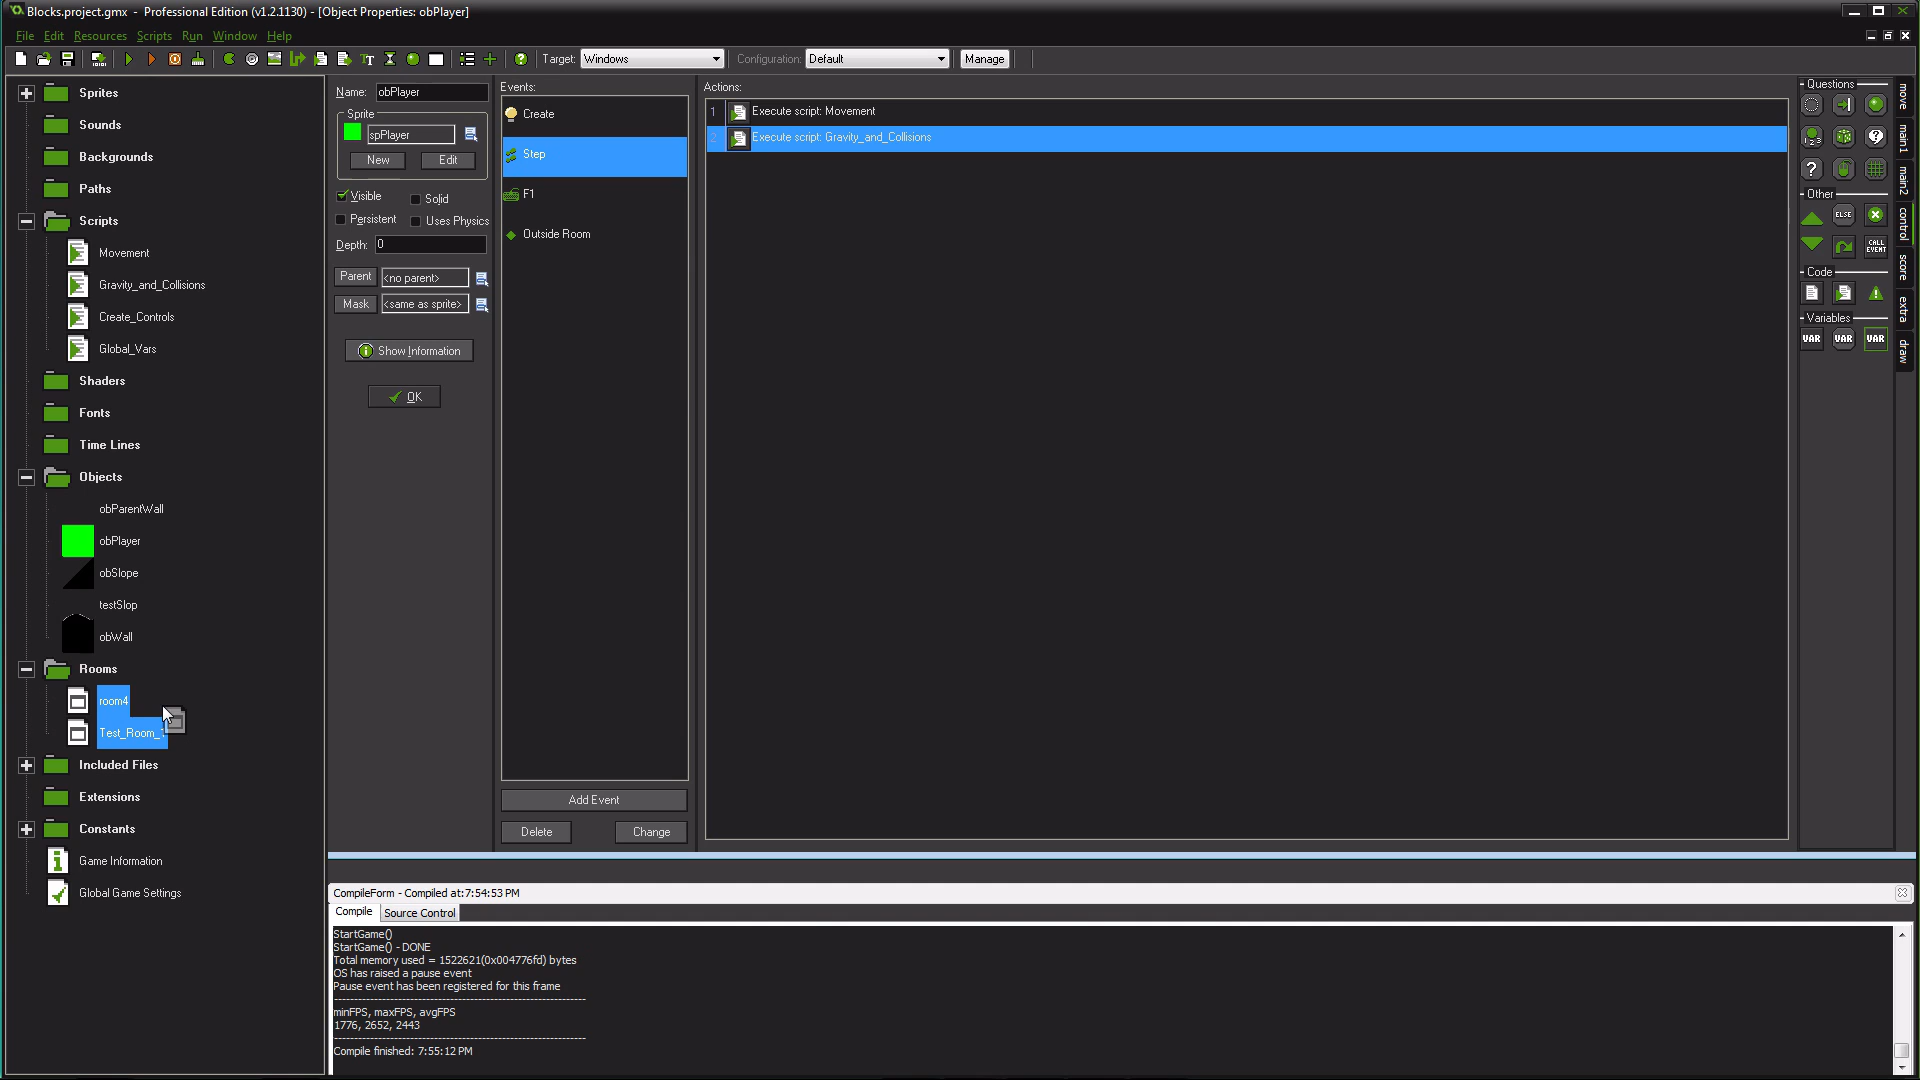 Blocks.project.gmx - Professional Edition (v1.2.1130) - [Object Properties: obPlayer]
File Edit Resources Scripts Run Window Help
Target: Windows Configuration: Default Manage
Sprites
Sounds
Backgrounds
Paths
Scripts
Movement
Gravity_and_Collisions
Create_Controls
Global_Vars
Shaders
Fonts
Time Lines
Objects
obParentWall
obPlayer
obSlope
testSlop
obWall
Rooms
room4
Test_Room_1
Included Files
Extensions
Constants
Game Information
Global Game Settings
Name: obPlayer
Sprite
spPlayer
New Edit
Visible Solid
Persistent Uses Physics
Depth: 0
Parent <no parent>
Mask <same as sprite>
Show Information
OK
Events:
Create
Step
F1
Outside Room
Add Event
Delete Change
Actions:
1 Execute script: Movement
2 Execute script: Gravity_and_Collisions
Questions
Other
ELSE
CALL EVENT
Code
Variables
VAR VAR VAR
move
main1
main2
control
score
extra
draw
CompileForm - Compiled at:7:54:53 PM
Compile Source Control
StartGame()
StartGame() - DONE
Total memory used = 1522621(0x004776fd) bytes
OS has raised a pause event
Pause event has been registered for this frame
----------------------------------------------------------------
minFPS, maxFPS, avgFPS
1776, 2652, 2443
----------------------------------------------------------------
Compile finished: 7:55:12 PM